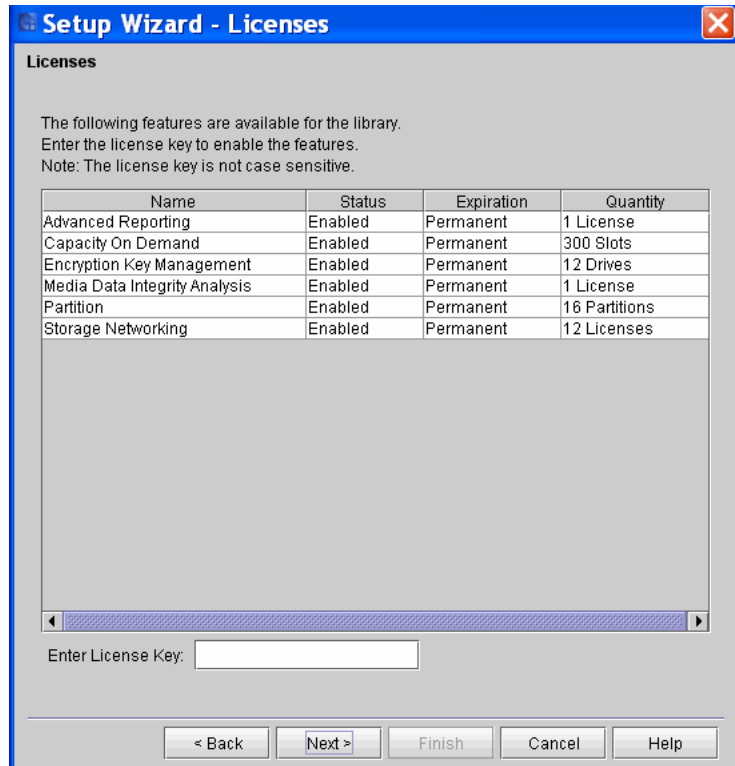 Setup Wizard - Licenses
Licenses
The following features are available for the library.
Enter the license key to enable the features.
Note: The license key is not case sensitive.
Name Status Expiration Quantity
Advanced Reporting Enabled Permanent 1 License
Capacity On Demand Enabled Permanent 300 Slots
Encryption Key Management Enabled Permanent 12 Drives
Media Data Integrity Analysis Enabled Permanent 1 License
Partition Enabled Permanent 16 Partitions
Storage Networking Enabled Permanent 12 Licenses
Enter License Key:
< Back Next > Finish Cancel Help